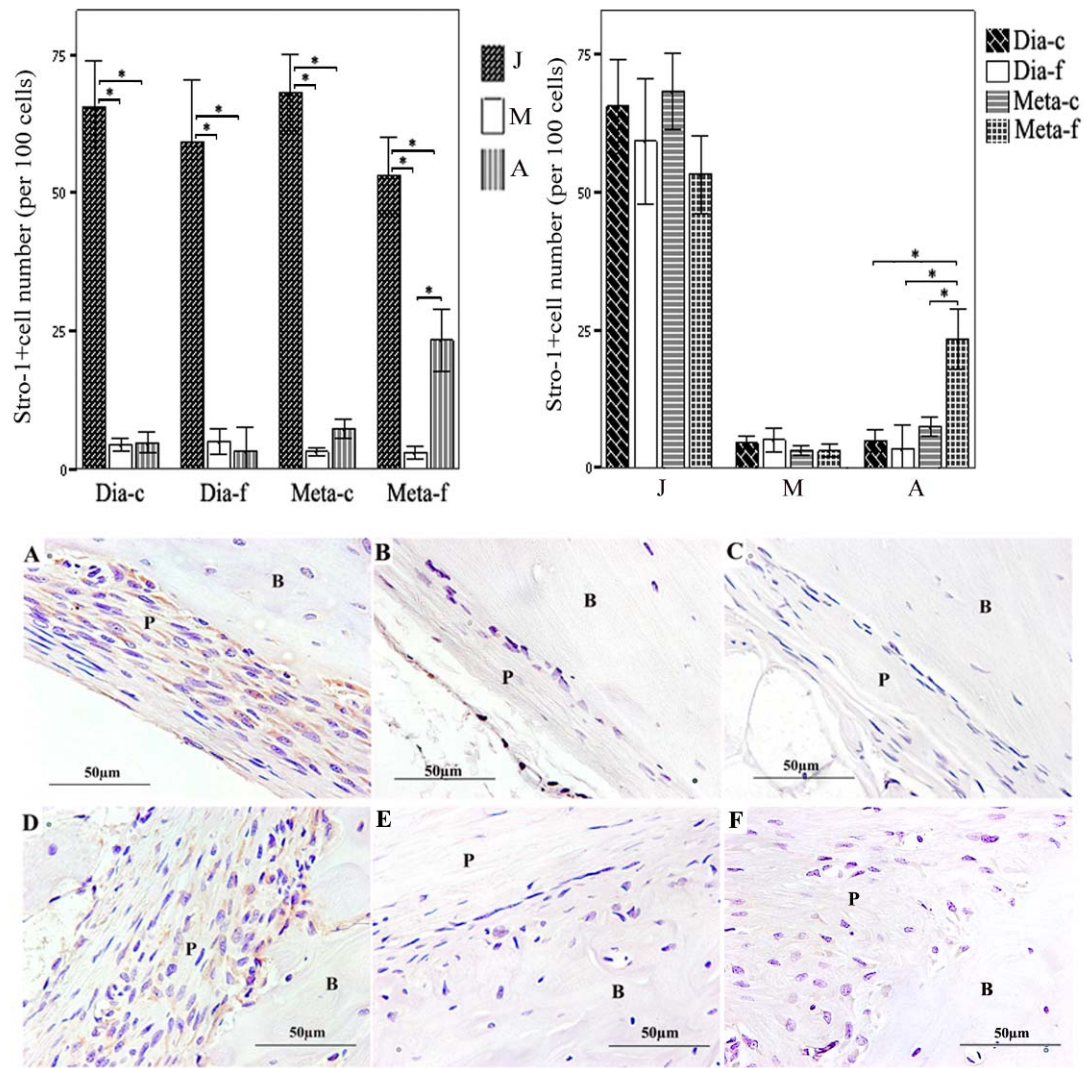 Stro-1+cell number (per 100 cells)
75
50
25
0
* * * * * * * * *
Dia-c Dia-f Meta-c Meta-f
J
M
A
Stro-1+cell number (per 100 cells)
75
50
25
0
* * *
J M A
Dia-c
Dia-f
Meta-c
Meta-f
A B P 50µm
B B P 50µm
C B P 50µm
D P B 50µm
E P B 50µm
F P B 50µm